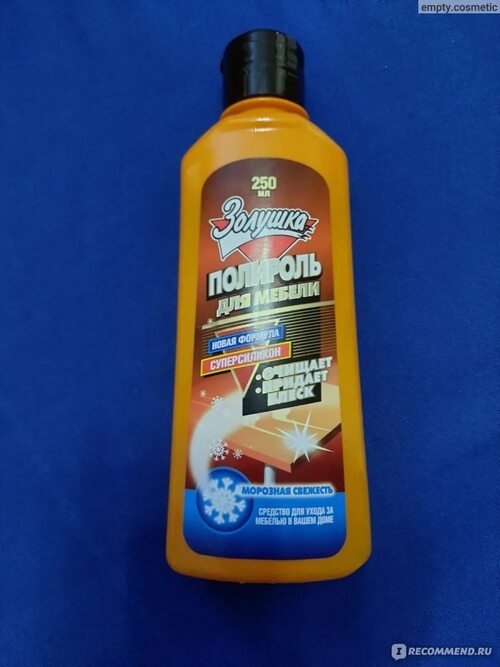 empty.cosmetic
250
МЛ
Золушка
ПОЛИРОЛЬ
ДЛЯ МЕБЕЛИ
НОВАЯ ФОРМУЛА
СУПЕРСИЛИКОН
•ОЧИЩАЕТ
•ПРИДАЕТ
БЛЕСК
МОРОЗНАЯ СВЕЖЕСТЬ
СРЕДСТВО ДЛЯ УХОДА ЗА
МЕБЕЛЬЮ В ВАШЕМ ДОМЕ
IRECOMMEND.RU